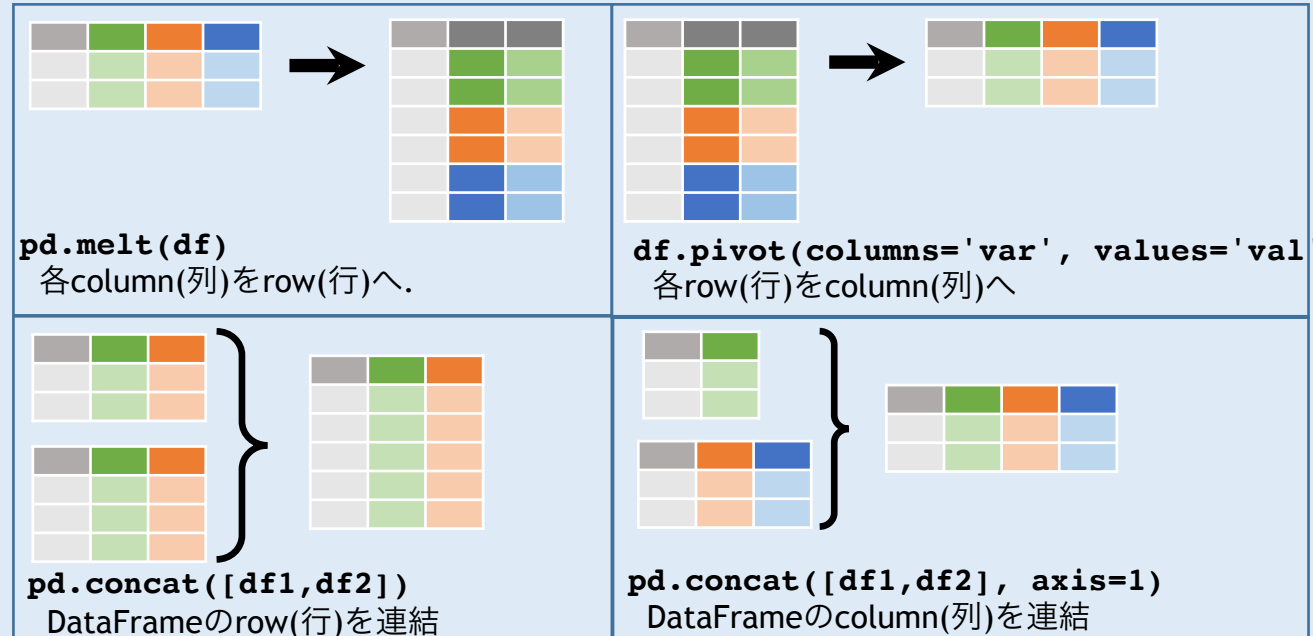 pd.melt(df)
各column(列)をrow(行)へ.
df.pivot(columns='var', values='val'
各row(行)をcolumn(列)へ
pd.concat([df1,df2])
DataFrameのrow(行)を連結
pd.concat([df1,df2], axis=1)
DataFrameのcolumn(列)を連結